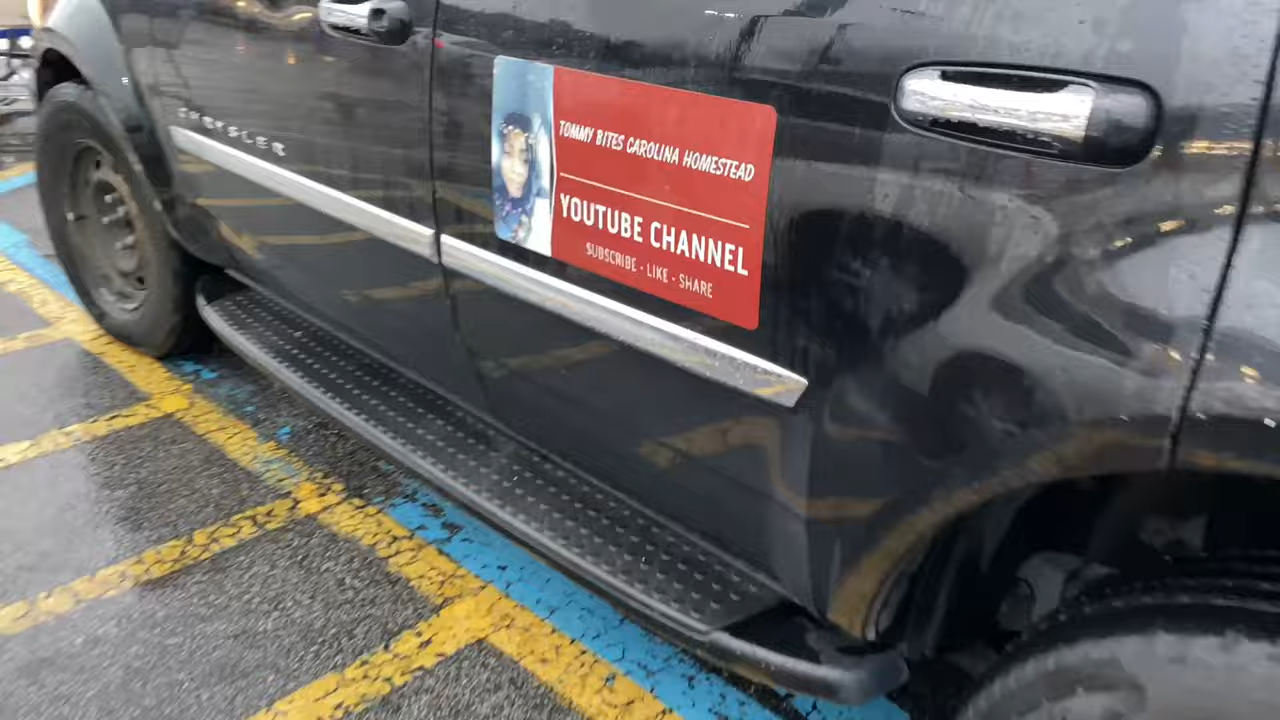 CHRYSLER
TOMMY BITES CAROLINA HOMESTEAD
YOUTUBE CHANNEL
SUBSCRIBE - LIKE - SHARE